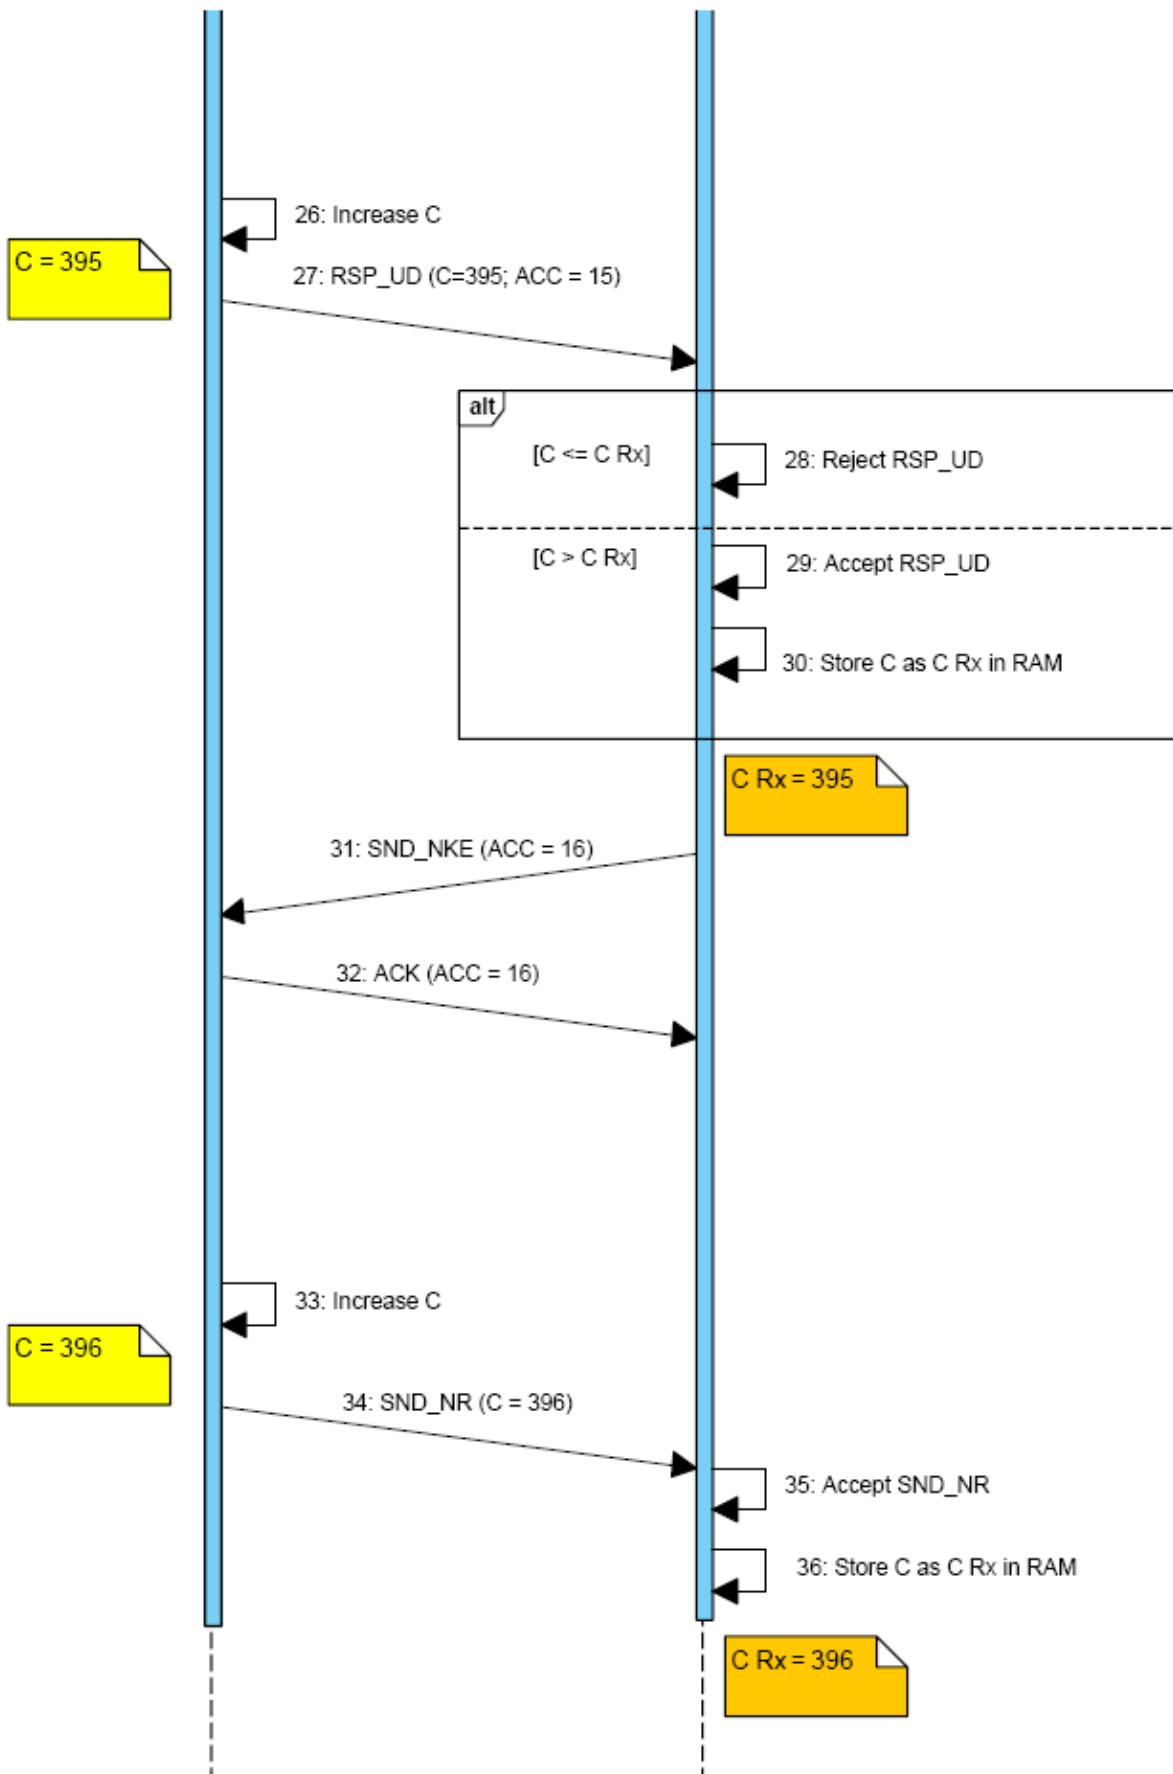 26: Increase C
C = 395
27: RSP_UD (C=395; ACC = 15)
alt
[C <= C Rx]
28: Reject RSP_UD
[C > C Rx]
29: Accept RSP_UD
30: Store C as C Rx in RAM
C Rx = 395
31: SND_NKE (ACC = 16)
32: ACK (ACC = 16)
33: Increase C
C = 396
34: SND_NR (C = 396)
35: Accept SND_NR
36: Store C as C Rx in RAM
C Rx = 396